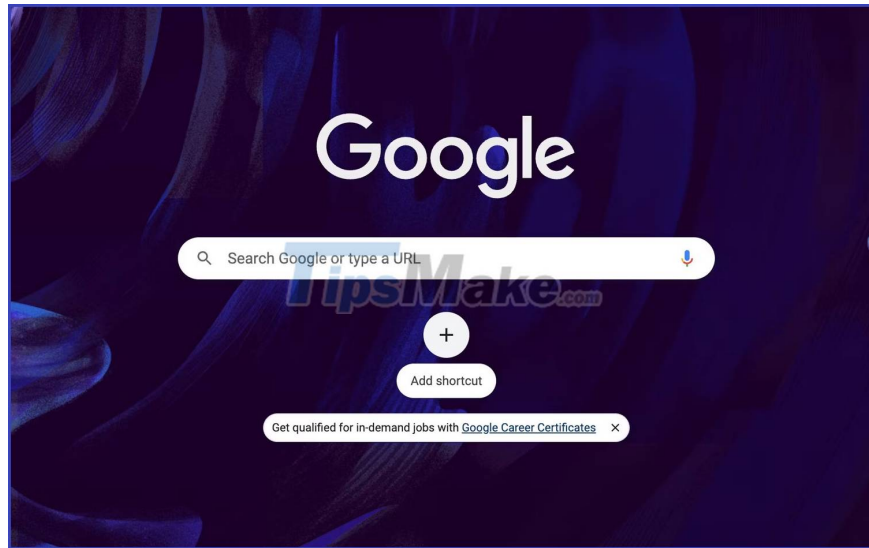 Google
Search Google or type a URL
TipsMake.com
Add shortcut
Get qualified for in-demand jobs with Google Career Certificates